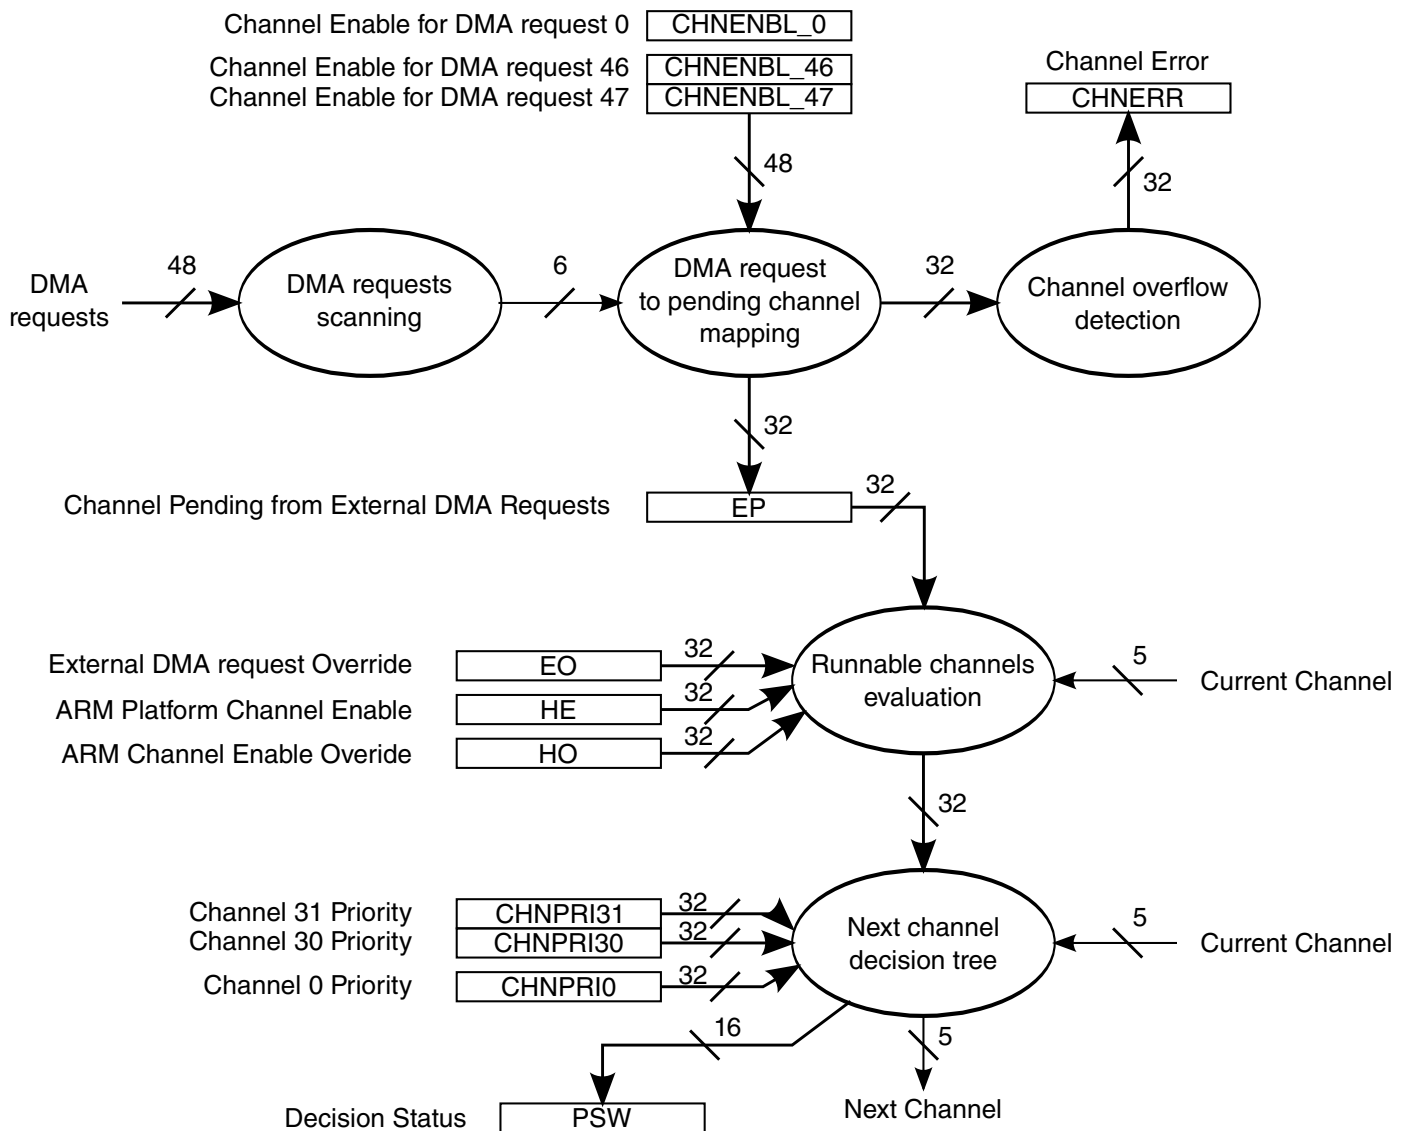 Channel Enable for DMA request 0
CHNENBL_0
Channel Enable for DMA request 46
CHNENBL_46
Channel Enable for DMA request 47
CHNENBL_47
Channel Error
CHNERR
48
32
DMA
requests
48
DMA requests
scanning
6
DMA request
to pending channel
mapping
32
Channel overflow
detection
32
Channel Pending from External DMA Requests
EP
32
External DMA request Override
EO
32
ARM Platform Channel Enable
HE
32
ARM Channel Enable Overide
HO
32
Runnable channels
evaluation
5
Current Channel
32
Channel 31 Priority
CHNPRI31
32
Channel 30 Priority
CHNPRI30
32
Channel 0 Priority
CHNPRI0
32
Next channel
decision tree
5
Current Channel
16
5
Decision Status
PSW
Next Channel